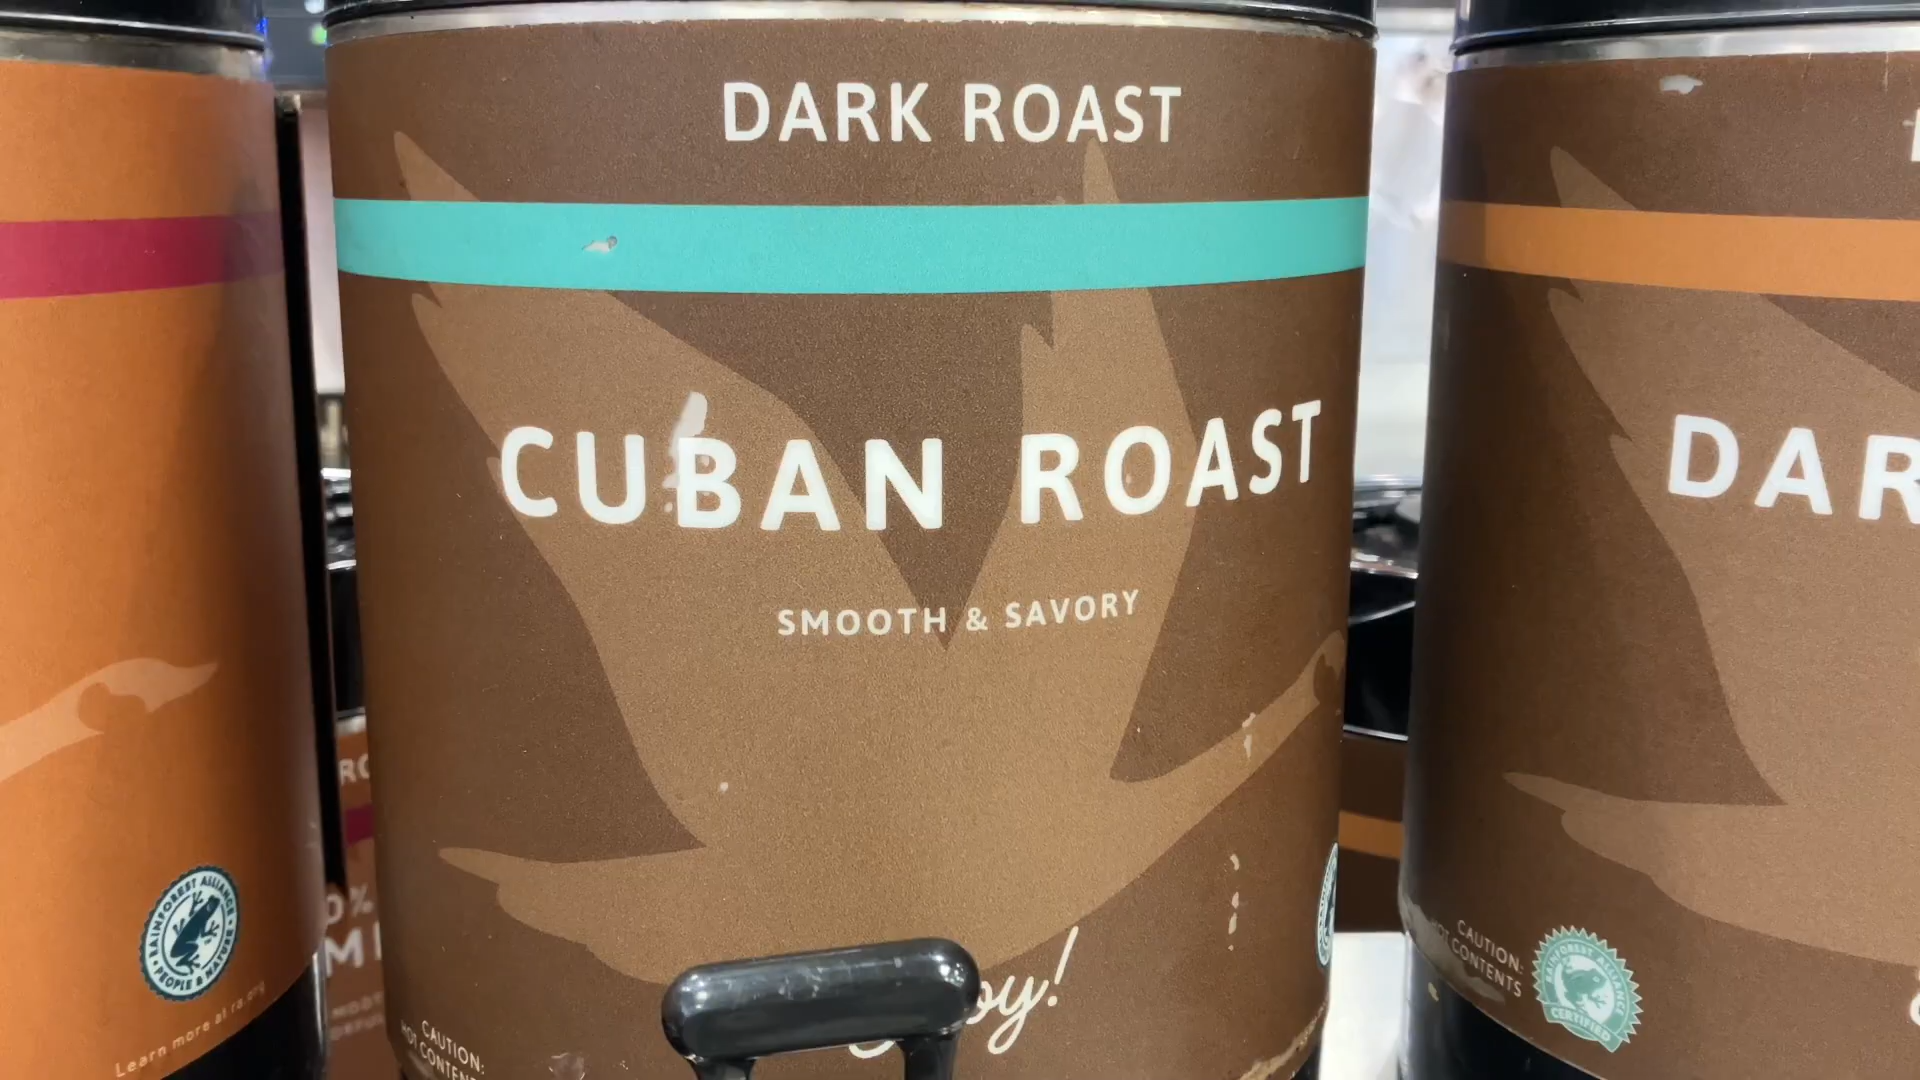 DARK ROAST
CUBAN ROAST
SMOOTH & SAVORY
CAUTION:
RAINFOREST ALLIANCE
PEOPLE & NATURE
Learn more at ra.org
CAUTION:
HOT CONTENTS
RAINFOREST ALLIANCE
CERTIFIED